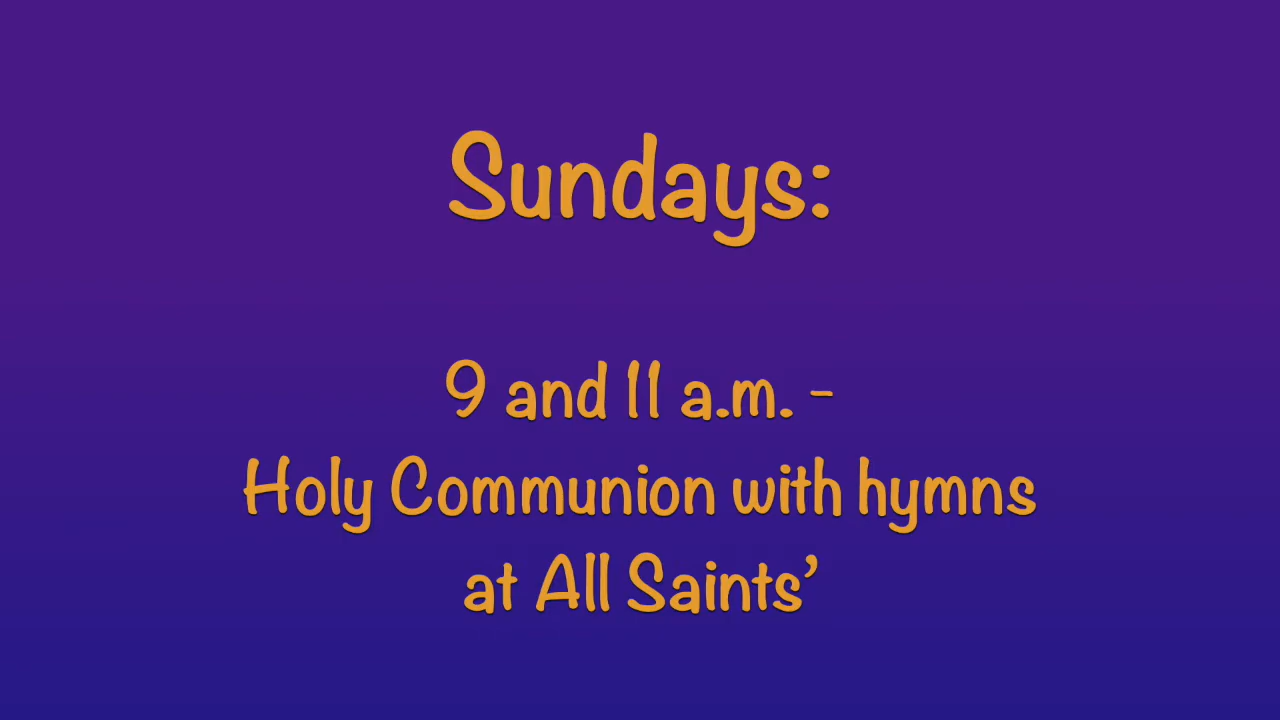 Sundays:
9 and 11 a.m. -
Holy Communion with hymns
at All Saints’